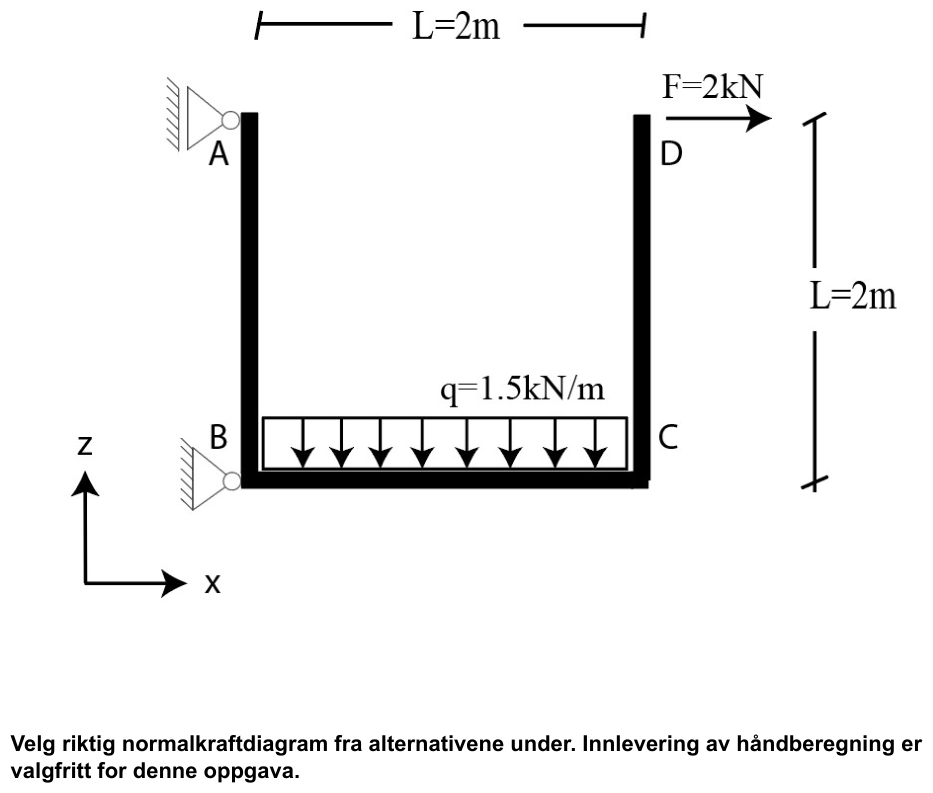 L=2m
F=2kN
A
D
L=2m
q=1.5kN/m
B
C
z
x
Velg riktig normalkraftdiagram fra alternativene under. Innlevering av håndberegning er
valgfritt for denne oppgava.